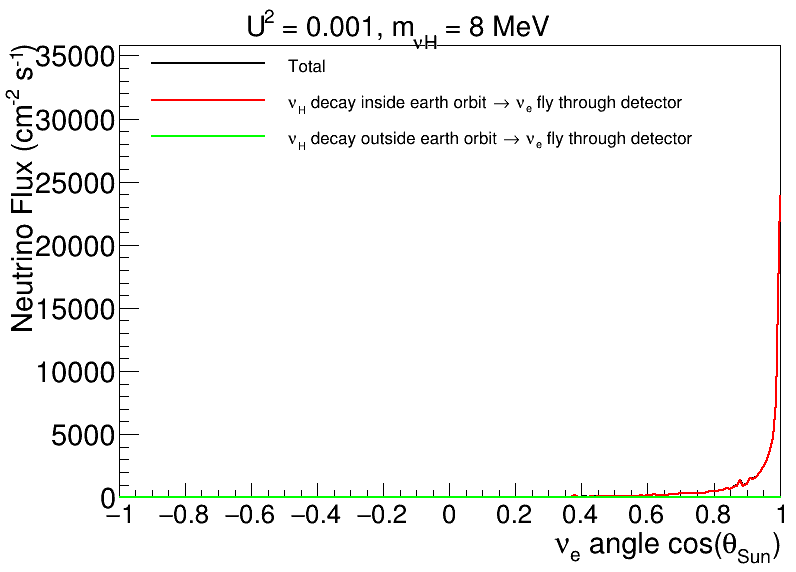 U² = 0.001, m_νH = 8 MeV
Neutrino Flux (cm⁻² s⁻¹)
35000
30000
25000
20000
15000
10000
5000
0
Total
ν_H decay inside earth orbit → ν_e fly through detector
ν_H decay outside earth orbit → ν_e fly through detector
−1 −0.8 −0.6 −0.4 −0.2 0 0.2 0.4 0.6 0.8 1
ν_e angle cos(θ_Sun)